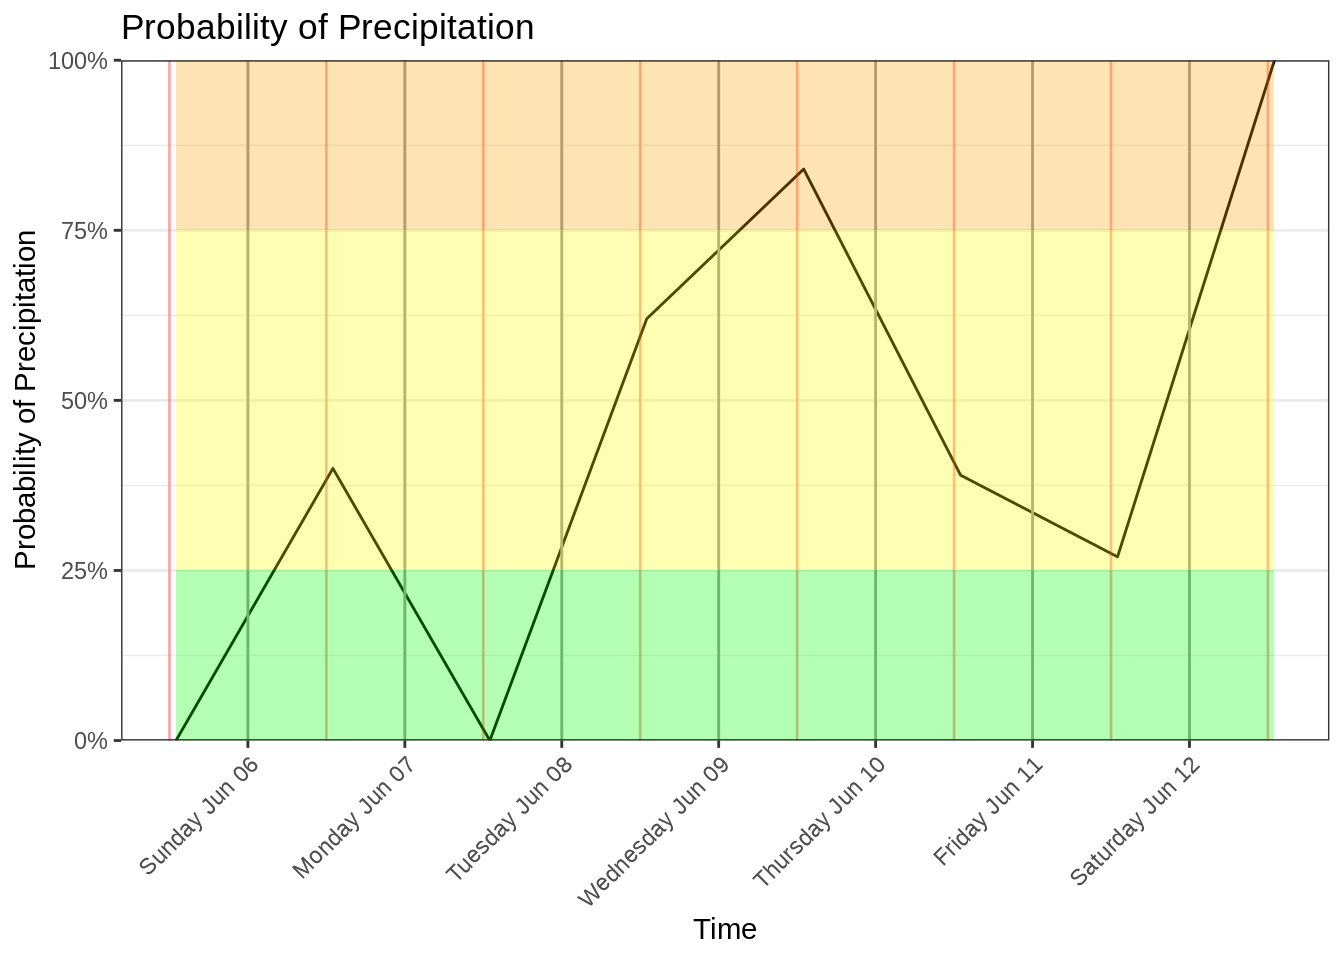 Probability of Precipitation
Probability of Precipitation
100%
75%
50%
25%
0%
Sunday Jun 06
Monday Jun 07
Tuesday Jun 08
Wednesday Jun 09
Thursday Jun 10
Friday Jun 11
Saturday Jun 12
Time